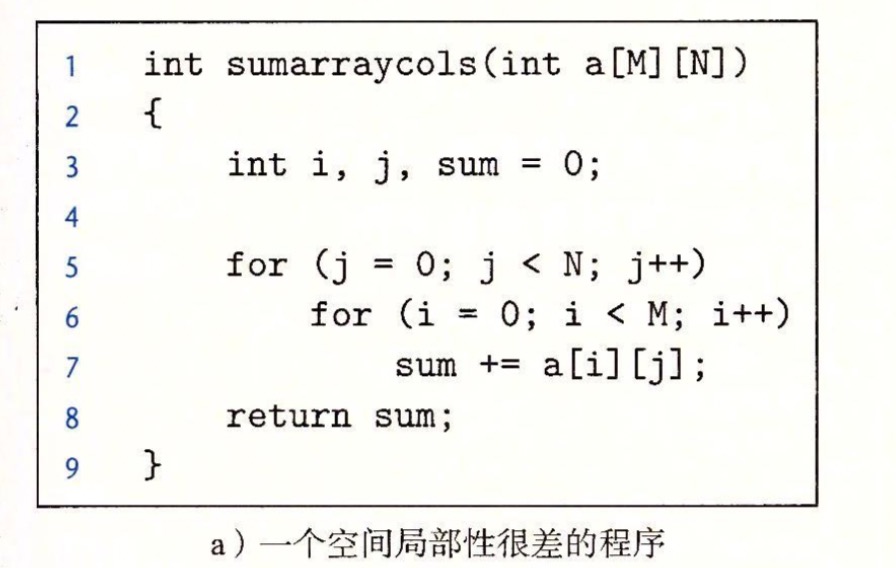 1 int sumarraycols(int a[M][N])
2 {
3 int i, j, sum = 0;
4
5 for (j = 0; j < N; j++)
6 for (i = 0; i < M; i++)
7 sum += a[i][j];
8 return sum;
9 }
a）一个空间局部性很差的程序